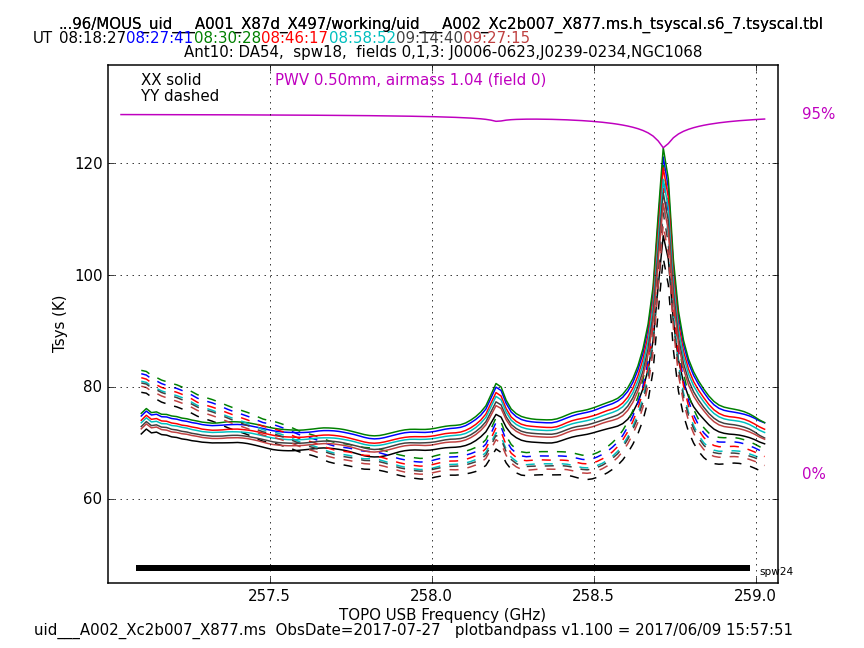 ...96/MOUS_uid___A001_X87d_X497/working/uid___A002_Xc2b007_X877.ms.h_tsyscal.s6_7.tsyscal.tbl
UT 08:18:27 08:27:41 08:30:28 08:46:17 08:58:52 09:14:40 09:27:15
Ant10: DA54, spw18, fields 0,1,3: J0006-0623,J0239-0234,NGC1068
XX solid
PWV 0.50mm, airmass 1.04 (field 0)
YY dashed
95%
120
100
Tsys (K)
80
60
0%
spw24
257.5 258.0 258.5 259.0
TOPO USB Frequency (GHz)
uid___A002_Xc2b007_X877.ms ObsDate=2017-07-27 plotbandpass v1.100 = 2017/06/09 15:57:51